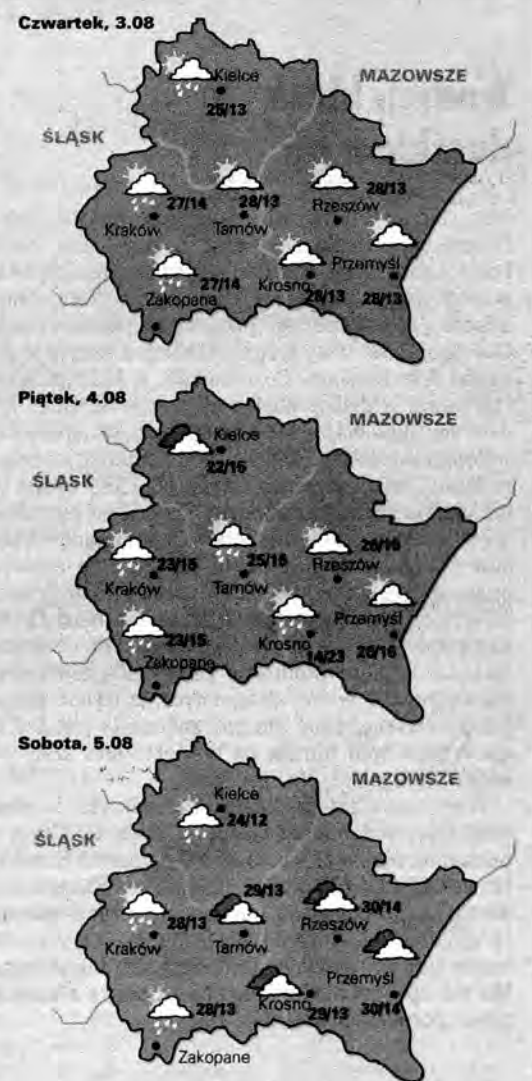 Czwartek, 3.08
Kielce
25/13
MAZOWSZE
ŚLĄSK
27/14
28/13
28/13
Kraków
Tarnów
Rzeszów
27/14
Krosno
Przemyśl
28/13
28/13
Zakopane
Piątek, 4.08
Kielce
22/15
MAZOWSZE
ŚLĄSK
23/15
25/15
Kraków
Tarnów
Rzeszów
23/15
Krosno
Przemyśl
14/23
26/16
Zakopane
Sobota, 5.08
Kielce
24/12
MAZOWSZE
ŚLĄSK
28/13
29/13
30/14
Kraków
Tarnów
Rzeszów
28/13
Krosno
Przemyśl
29/13
30/14
Zakopane